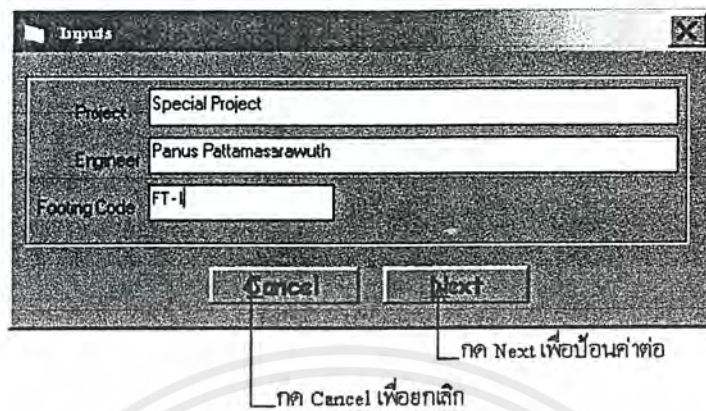 Inputs
Project Special Project
Engineer Panus Pattamasarawuth
Footing Code FT-1
Cancel Next
กด Next เพื่อป้อนค่าต่อ
กด Cancel เพื่อยกเลิก